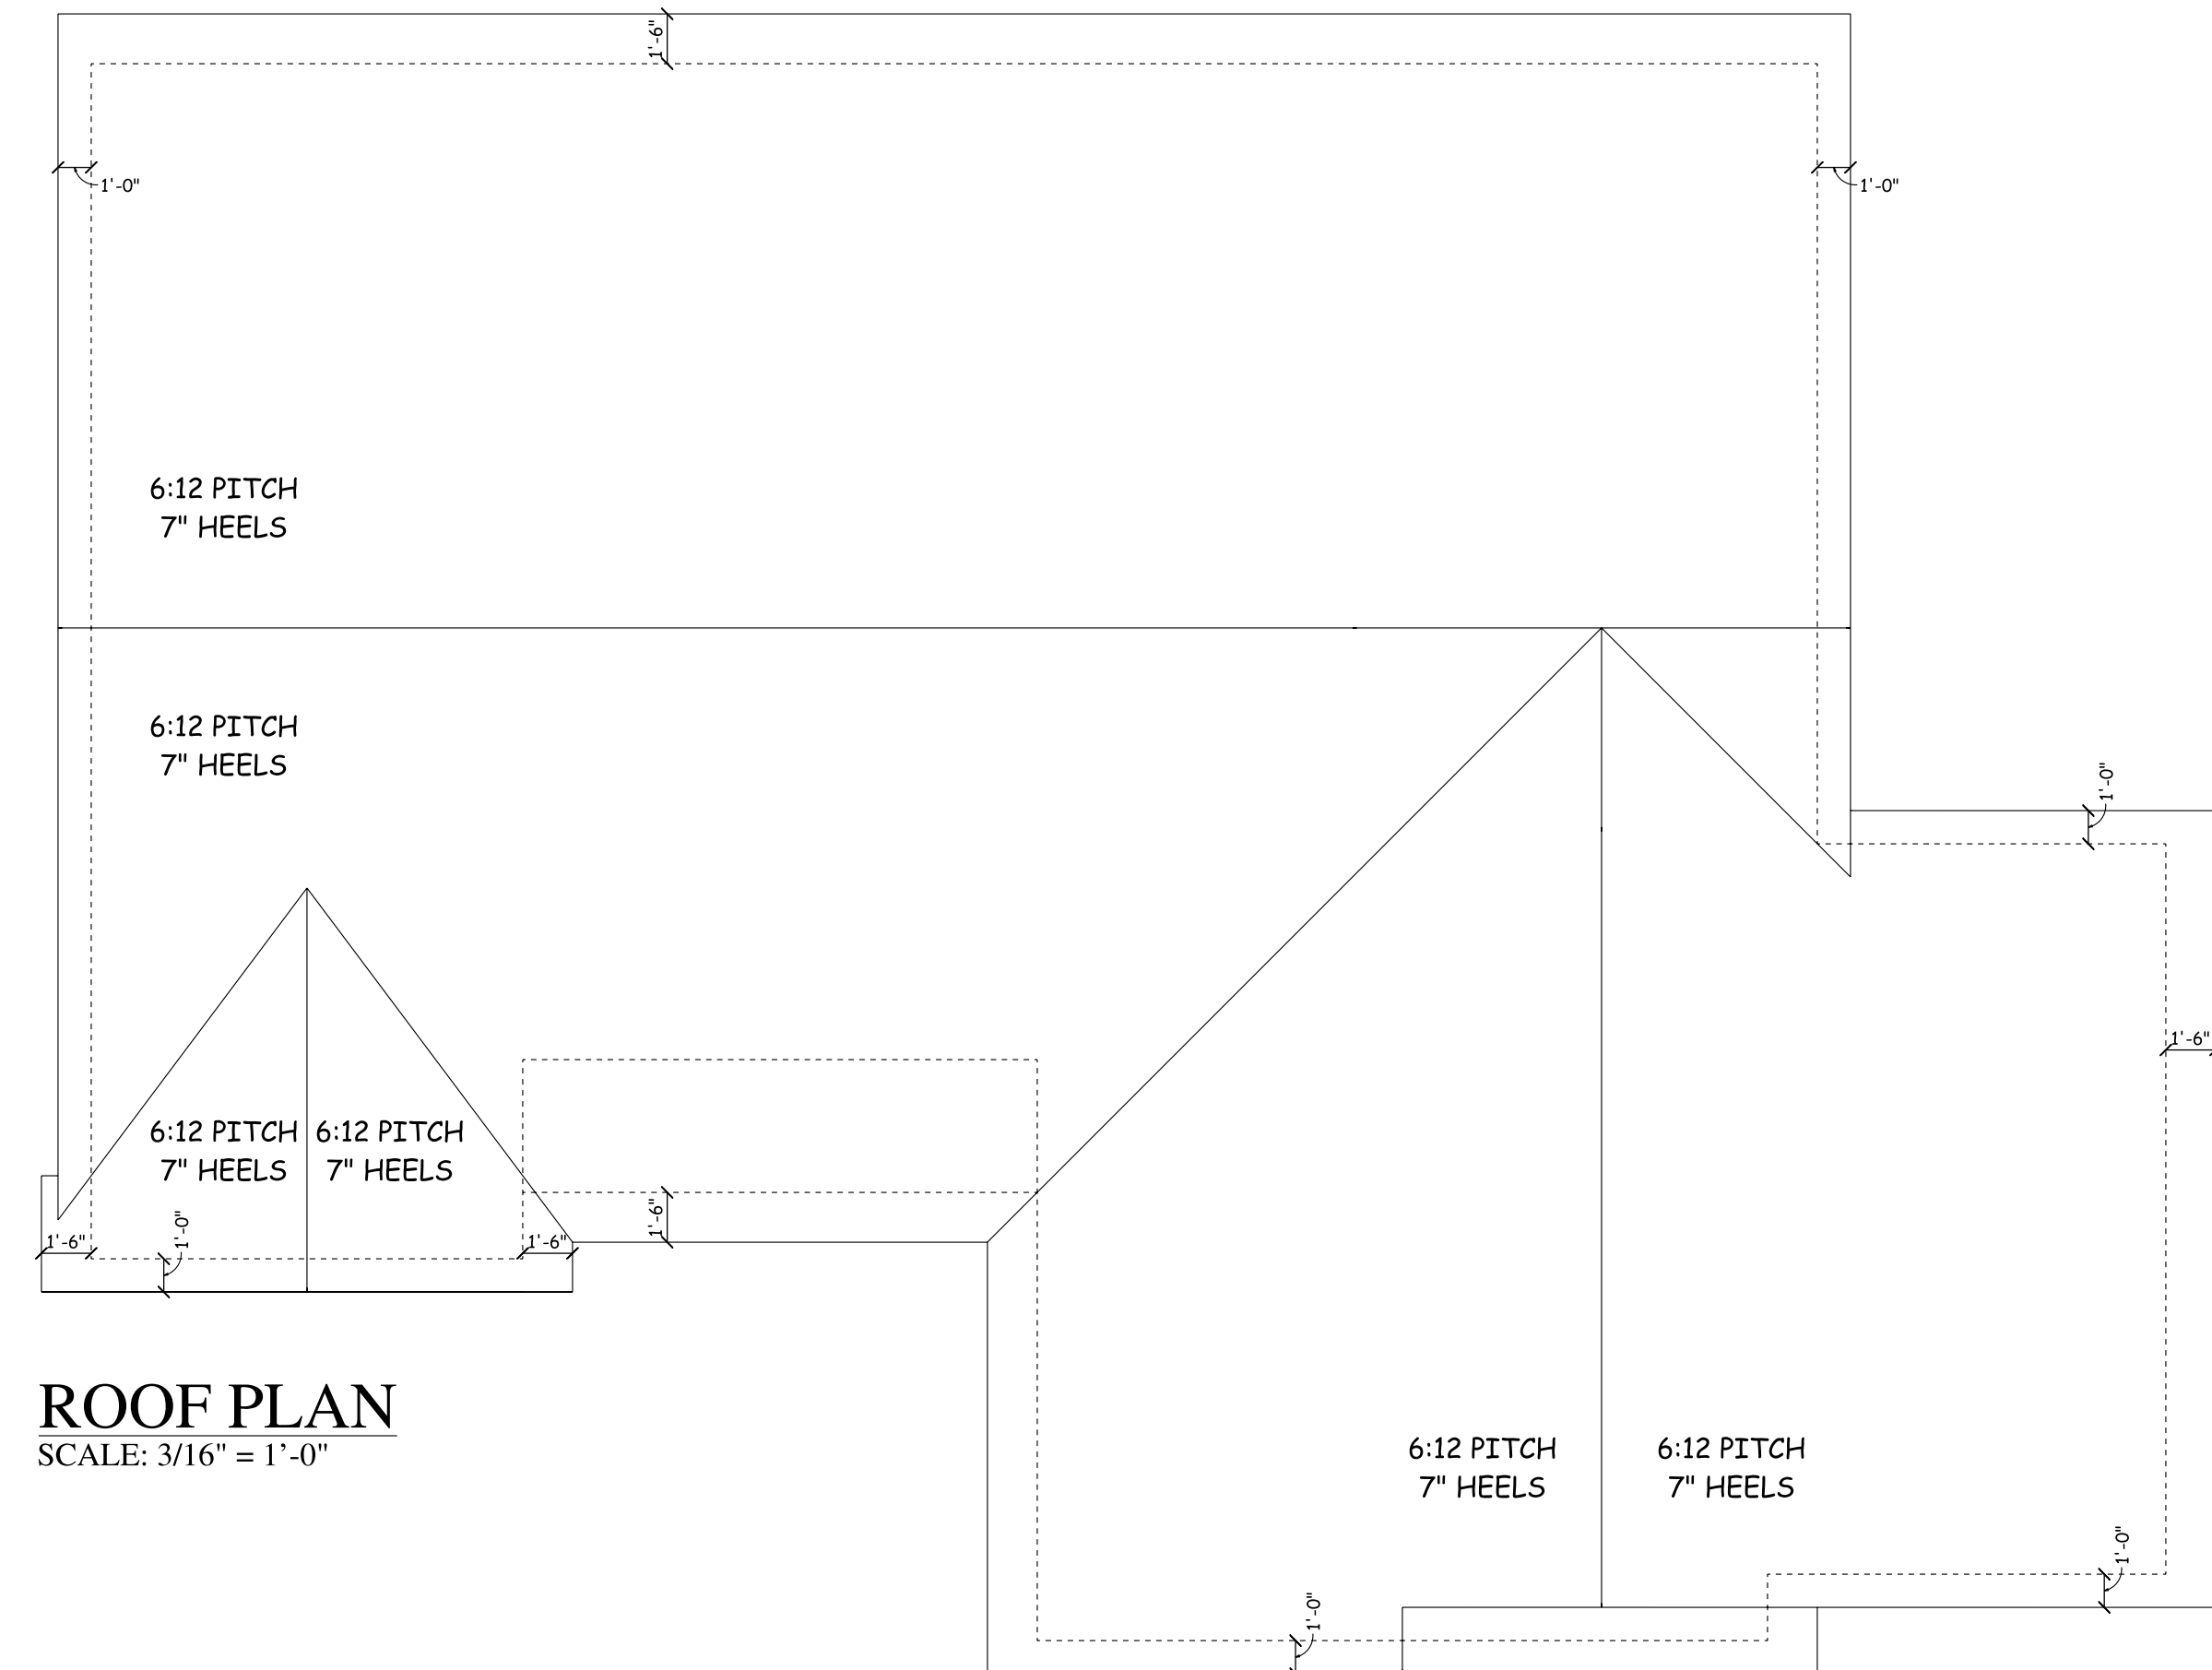 1'-6"
1'-0"
1'-0"
6:12 PITCH
7" HEELS
6:12 PITCH
7" HEELS
1'-0"
1'-6"
6:12 PITCH
7" HEELS
6:12 PITCH
7" HEELS
1'-6"
1'-0"
1'-6"
1'-6"
ROOF PLAN
SCALE: 3/16" = 1'-0"
6:12 PITCH
7" HEELS
6:12 PITCH
7" HEELS
1'-0"
1'-0"